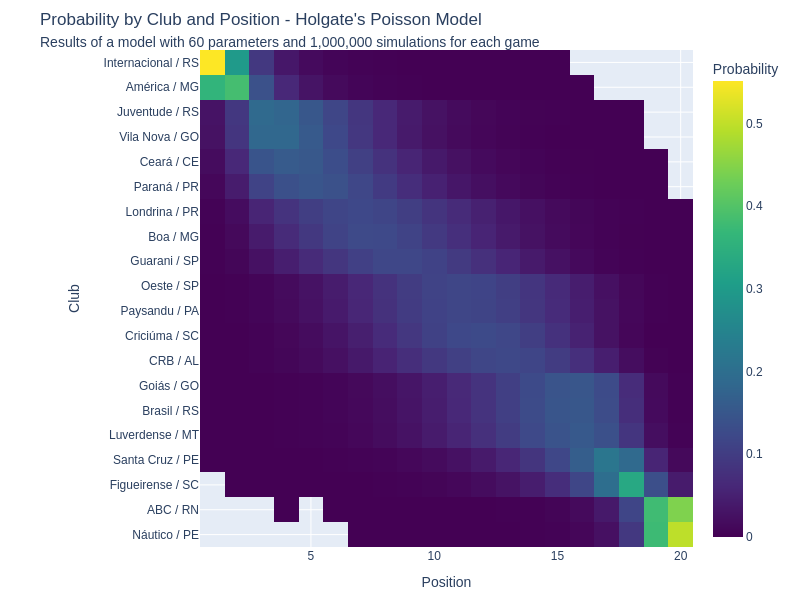 Probability by Club and Position - Holgate's Poisson Model
Results of a model with 60 parameters and 1,000,000 simulations for each game
Probability
Internacional / RS
América / MG
Juventude / RS
Vila Nova / GO
Ceará / CE
Paraná / PR
Londrina / PR
Boa / MG
Guarani / SP
Oeste / SP
Paysandu / PA
Criciúma / SC
CRB / AL
Goiás / GO
Brasil / RS
Luverdense / MT
Santa Cruz / PE
Figueirense / SC
ABC / RN
Náutico / PE
Club
5 10 15 20
Position
0.5
0.4
0.3
0.2
0.1
0